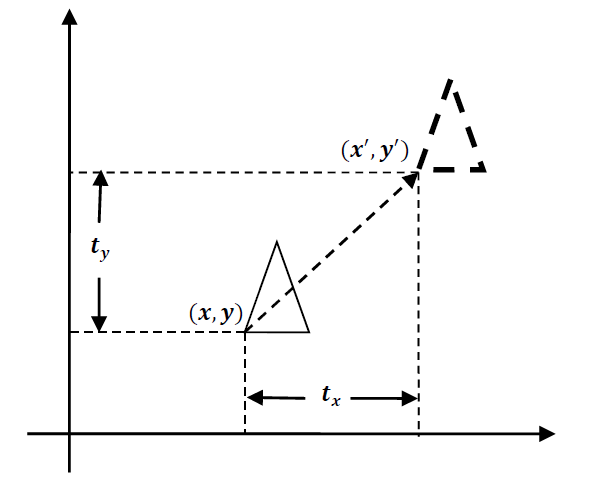 (x′, y′)
t_y
(x, y)
t_x